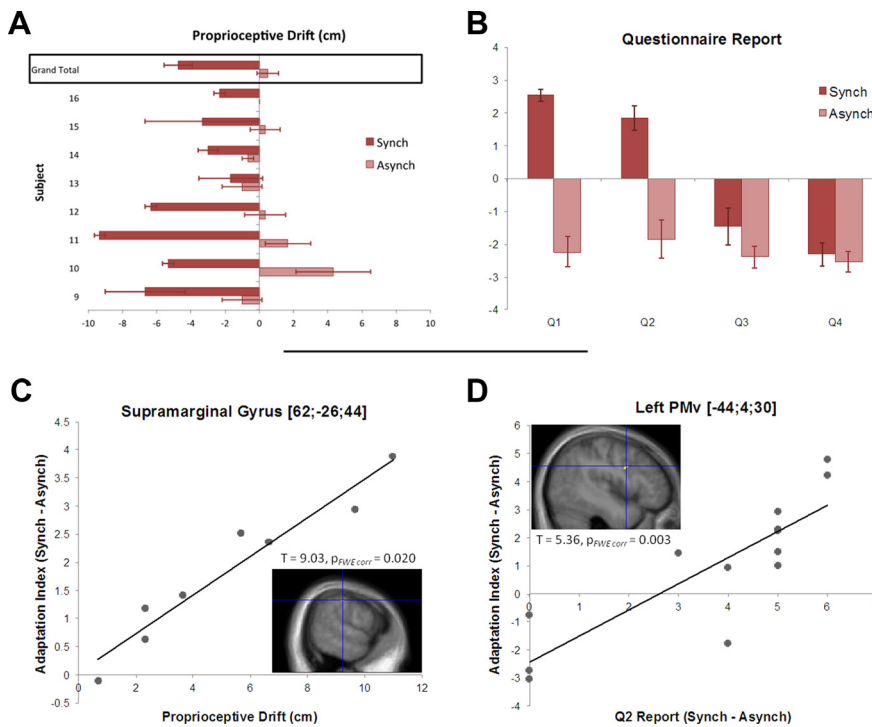 A
Proprioceptive Drift (cm)
Grand Total
16
15
14
13
12
11
10
9
Subject
Synch
Asynch
-10 -8 -6 -4 -2 0 2 4 6 8 10
B
Questionnaire Report
4
3
2
1
0
-1
-2
-3
-4
Synch
Asynch
Q1 Q2 Q3 Q4
C
Supramarginal Gyrus [62;-26;44]
Adaptation Index (Synch - Asynch)
4.5
4
3.5
3
2.5
2
1.5
1
0.5
0
-0.5
T = 9.03, pFWE corr = 0.020
0 2 4 6 8 10 12
Proprioceptive Drift (cm)
D
Left PMv [-44;4;30]
Adaptation Index (Synch - Asynch)
6
5
4
3
2
1
0
-1
-2
-3
-4
T = 5.36, pFWE corr = 0.003
0 1 2 3 4 5 6
Q2 Report (Synch - Asynch)